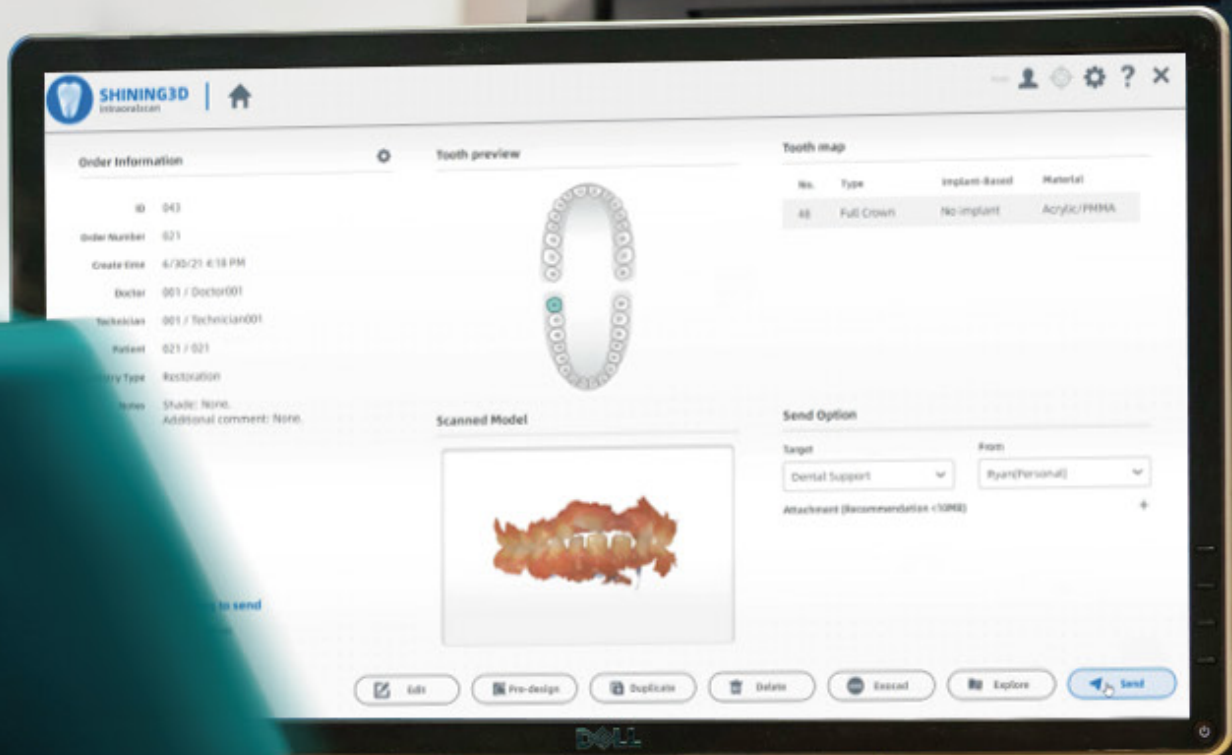 SHINING3D
intraoralscan
Order Information
ID 043
Order Number 021
Create time 6/30/21 4:18 PM
Doctor 001 / Doctor001
Technician 001 / Technician001
Patient 021 / 021
Type Restoration
Notes Shade: None.
Additional comment: None.
to send
Tooth preview
Scanned Model
Tooth map
No. Type Implant-Based Material
48 Full Crown No implant Acrylic/PMMA
Send Option
Target From
Dental Support Ryan(Personal)
Attachment (Recommendation <10MB) +
Edit Pre-design Duplicate Delete Exocad Explore Send
DELL